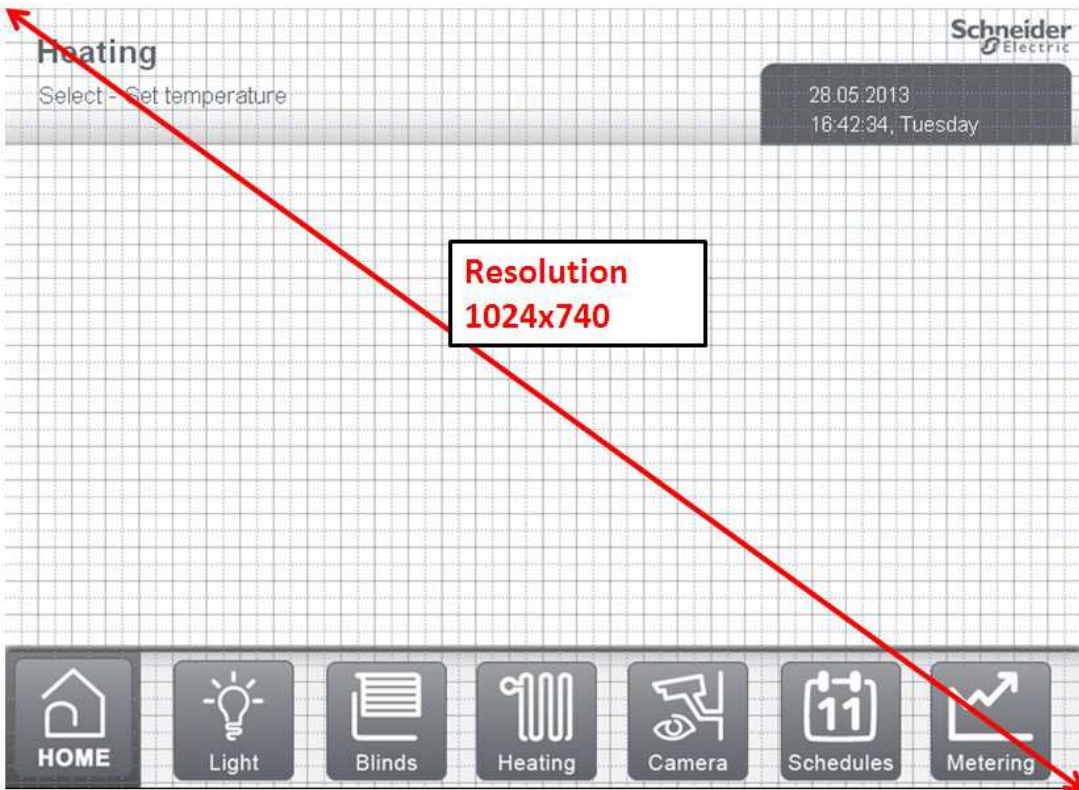 Heating
Schneider
Electric
Select - Set temperature
28.05.2013
16:42:34, Tuesday
Resolution
1024x740
11
HOME
Light
Blinds
Heating
Camera
Schedules
Metering